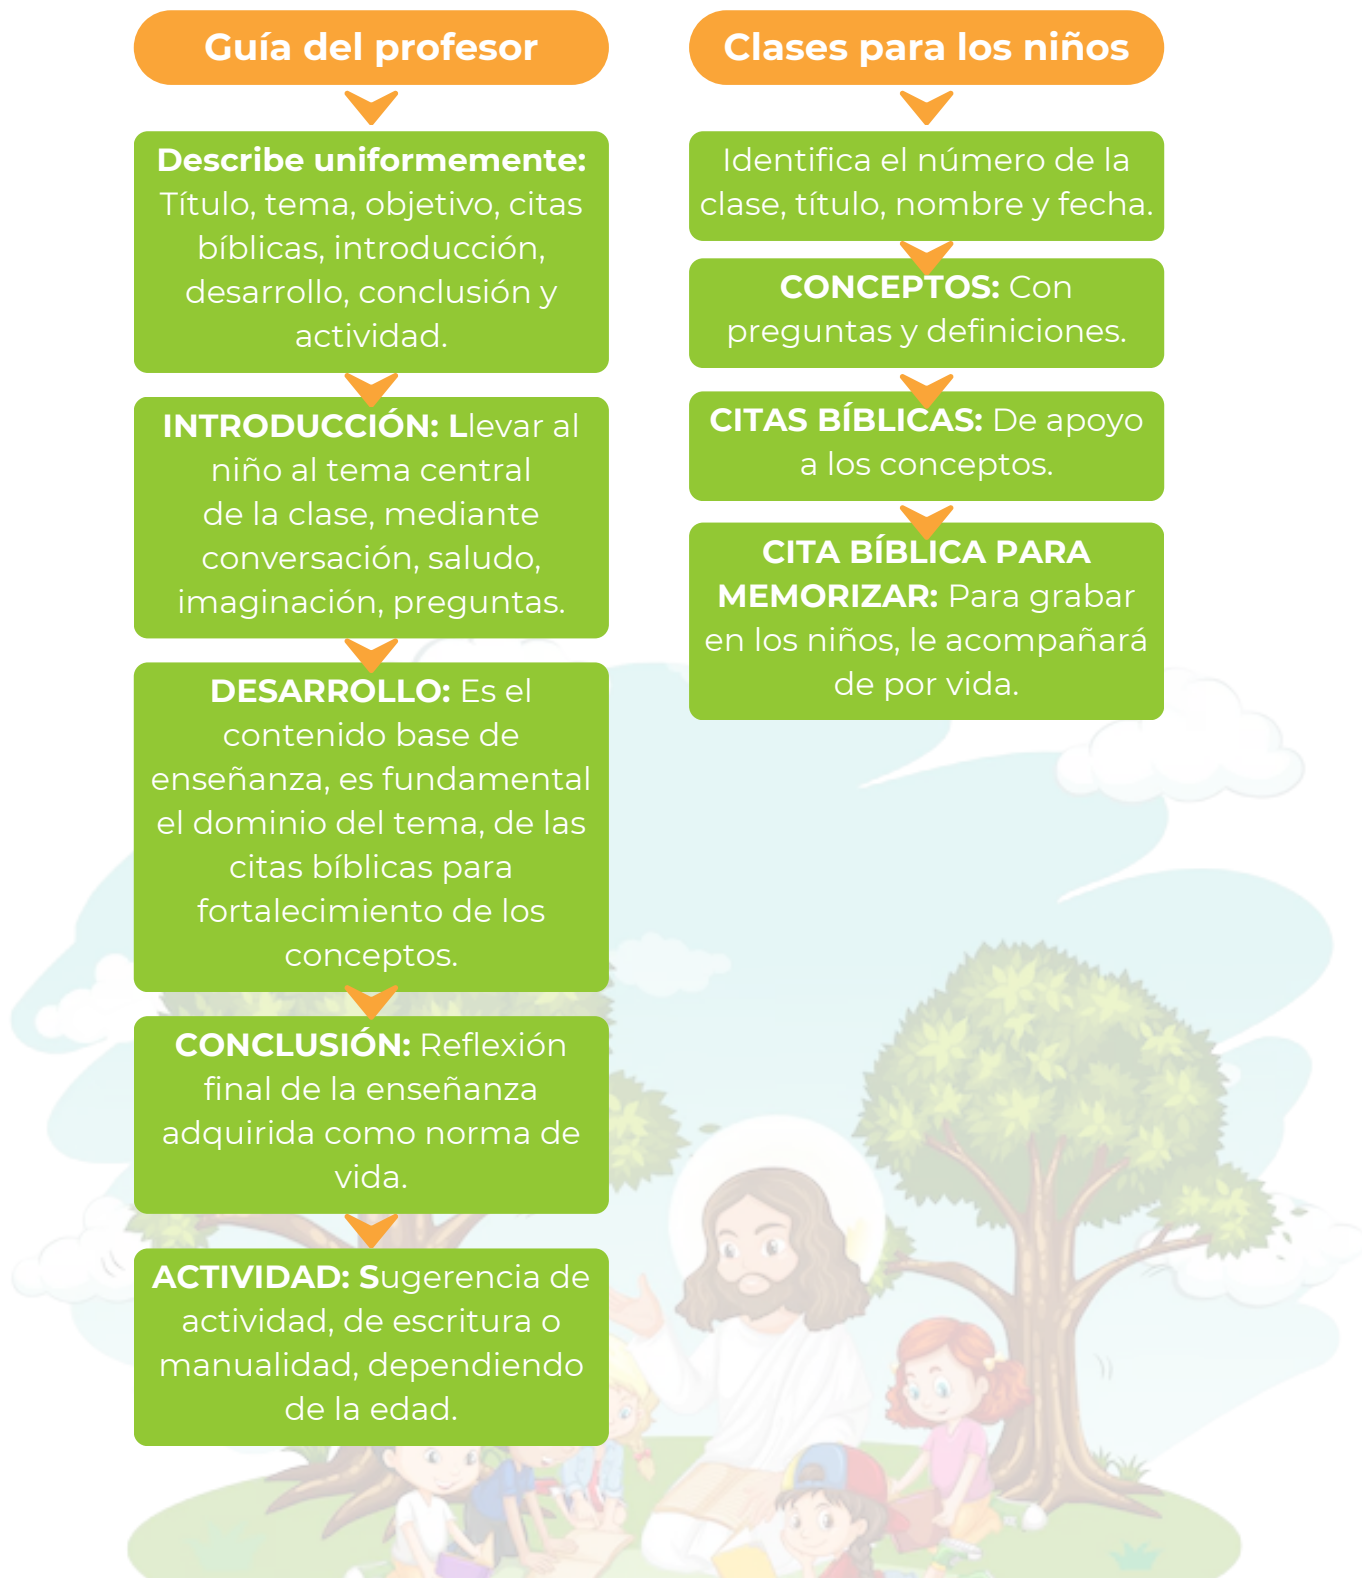 Guía del profesor
Describe uniformemente:
Título, tema, objetivo, citas
bíblicas, introducción,
desarrollo, conclusión y
actividad.
INTRODUCCIÓN: Llevar al
niño al tema central
de la clase, mediante
conversación, saludo,
imaginación, preguntas.
DESARROLLO: Es el
contenido base de
enseñanza, es fundamental
el dominio del tema, de las
citas bíblicas para
fortalecimiento de los
conceptos.
CONCLUSIÓN: Reflexión
final de la enseñanza
adquirida como norma de
vida.
ACTIVIDAD: Sugerencia de
actividad, de escritura o
manualidad, dependiendo
de la edad.
Clases para los niños
Identifica el número de la
clase, título, nombre y fecha.
CONCEPTOS: Con
preguntas y definiciones.
CITAS BÍBLICAS: De apoyo
a los conceptos.
CITA BÍBLICA PARA
MEMORIZAR: Para grabar
en los niños, le acompañará
de por vida.